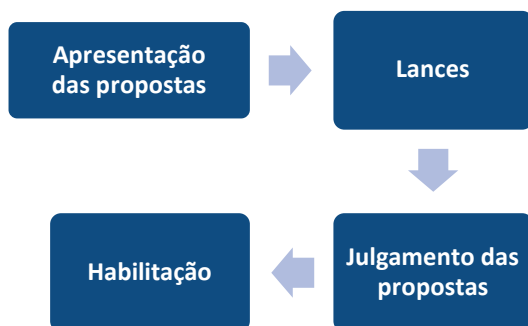 Apresentação
das propostas
Lances
Julgamento das
propostas
Habilitação